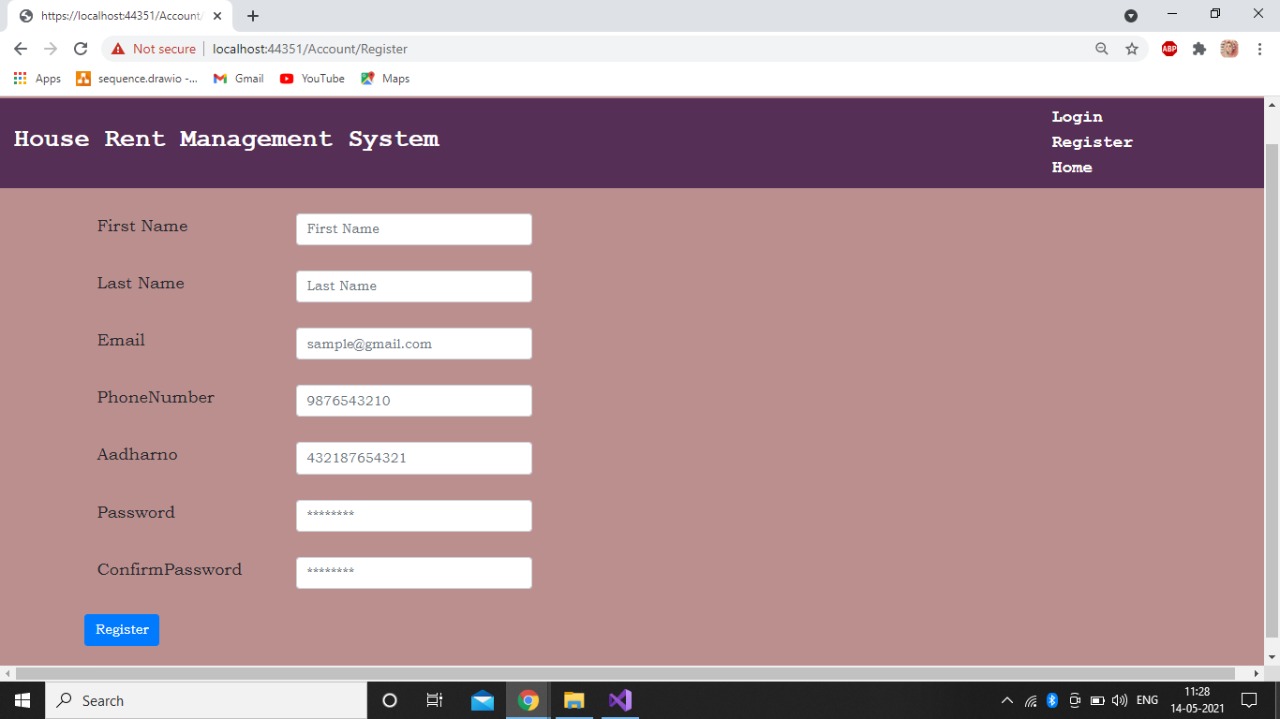 https://localhost:44351/Account/
Not secure
localhost:44351/Account/Register
ABP
Apps
sequence.drawio -...
Gmail
YouTube
Maps
House Rent Management System
Login
Register
Home
First Name
First Name
Last Name
Last Name
Email
sample@gmail.com
PhoneNumber
9876543210
Aadharno
432187654321
Password
********
ConfirmPassword
********
Register
Search
ENG
11:28
14-05-2021